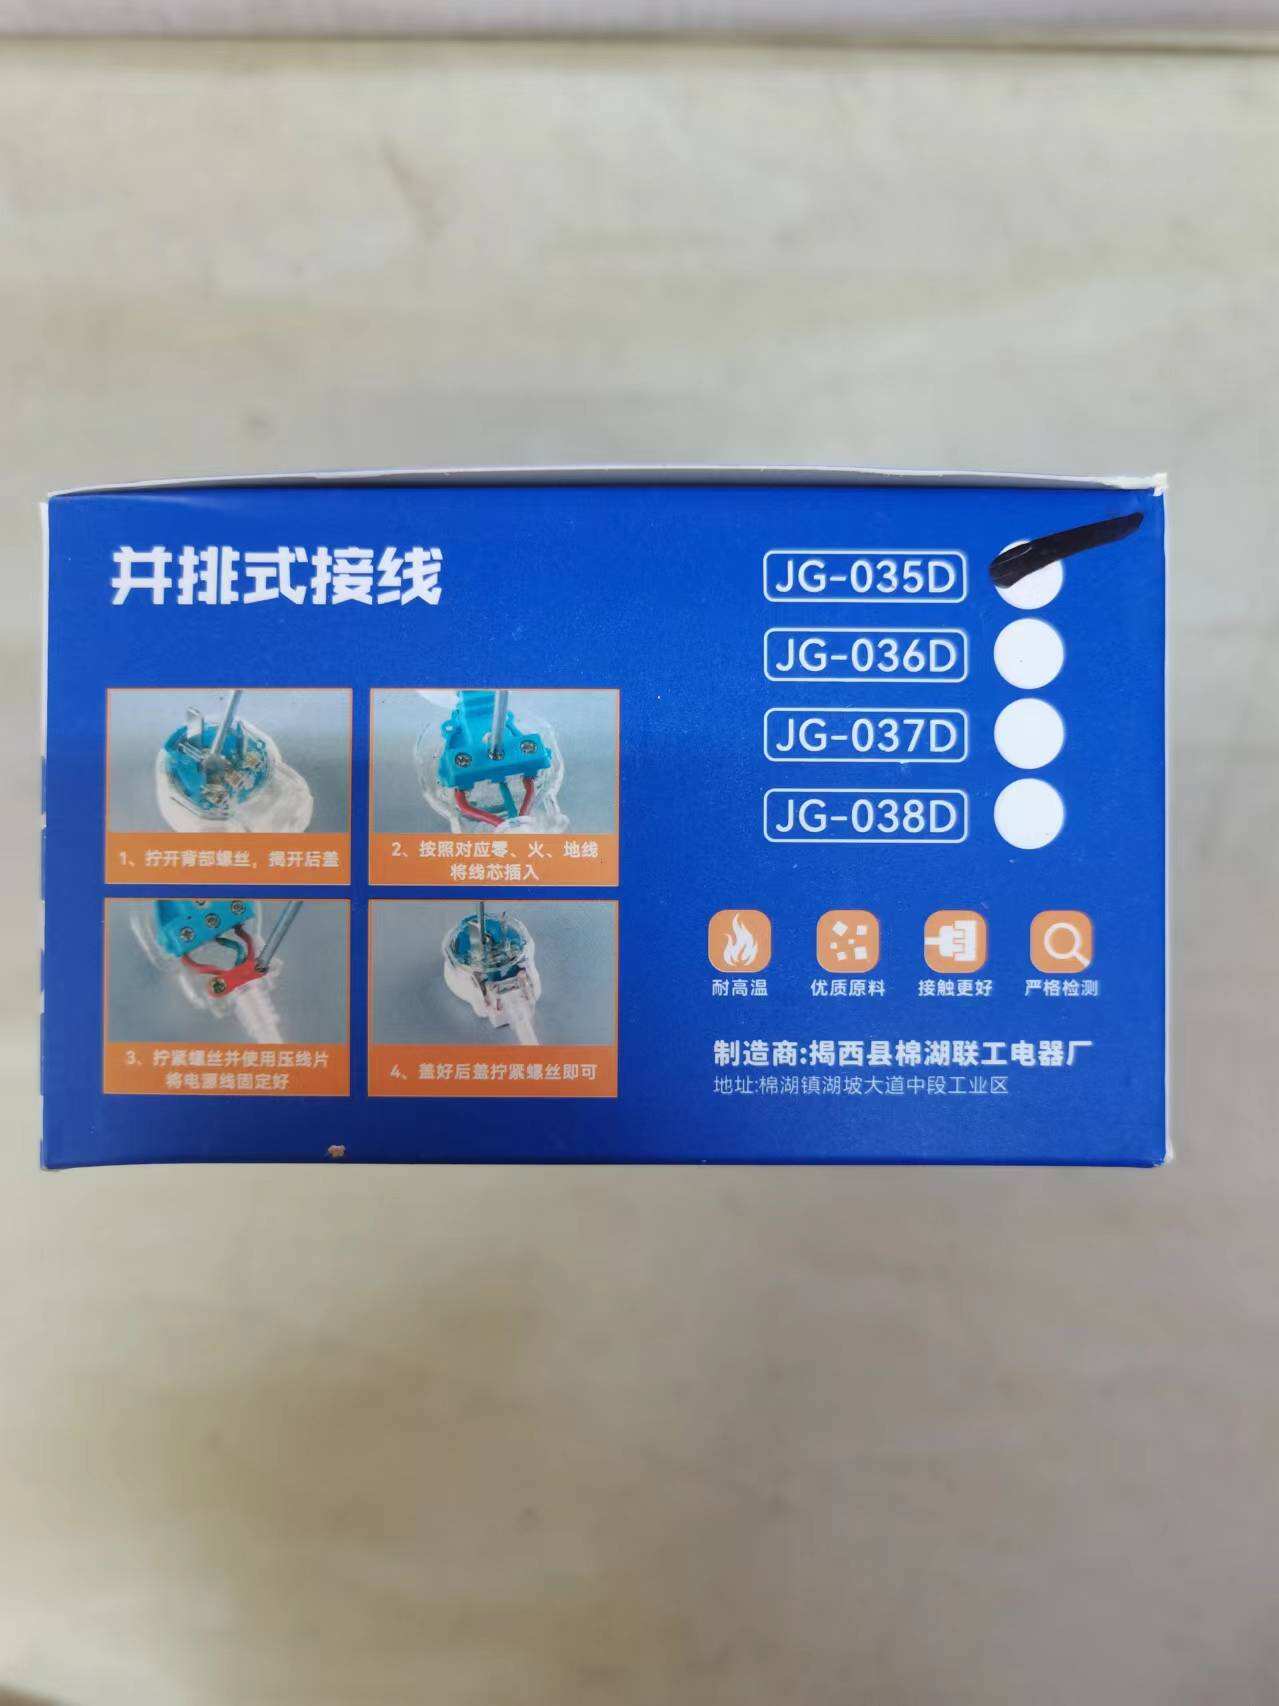 并排式接线
JG-035D
JG-036D
JG-037D
JG-038D
1、拧开背部螺丝，揭开后盖
2、按照对应零、火、地线
将线芯插入
3、拧紧螺丝并使用压线片
将电源线固定好
4、盖好后盖拧紧螺丝即可
耐高温
优质原料
接触更好
严格检测
制造商:揭西县棉湖联工电器厂
地址:棉湖镇湖坡大道中段工业区